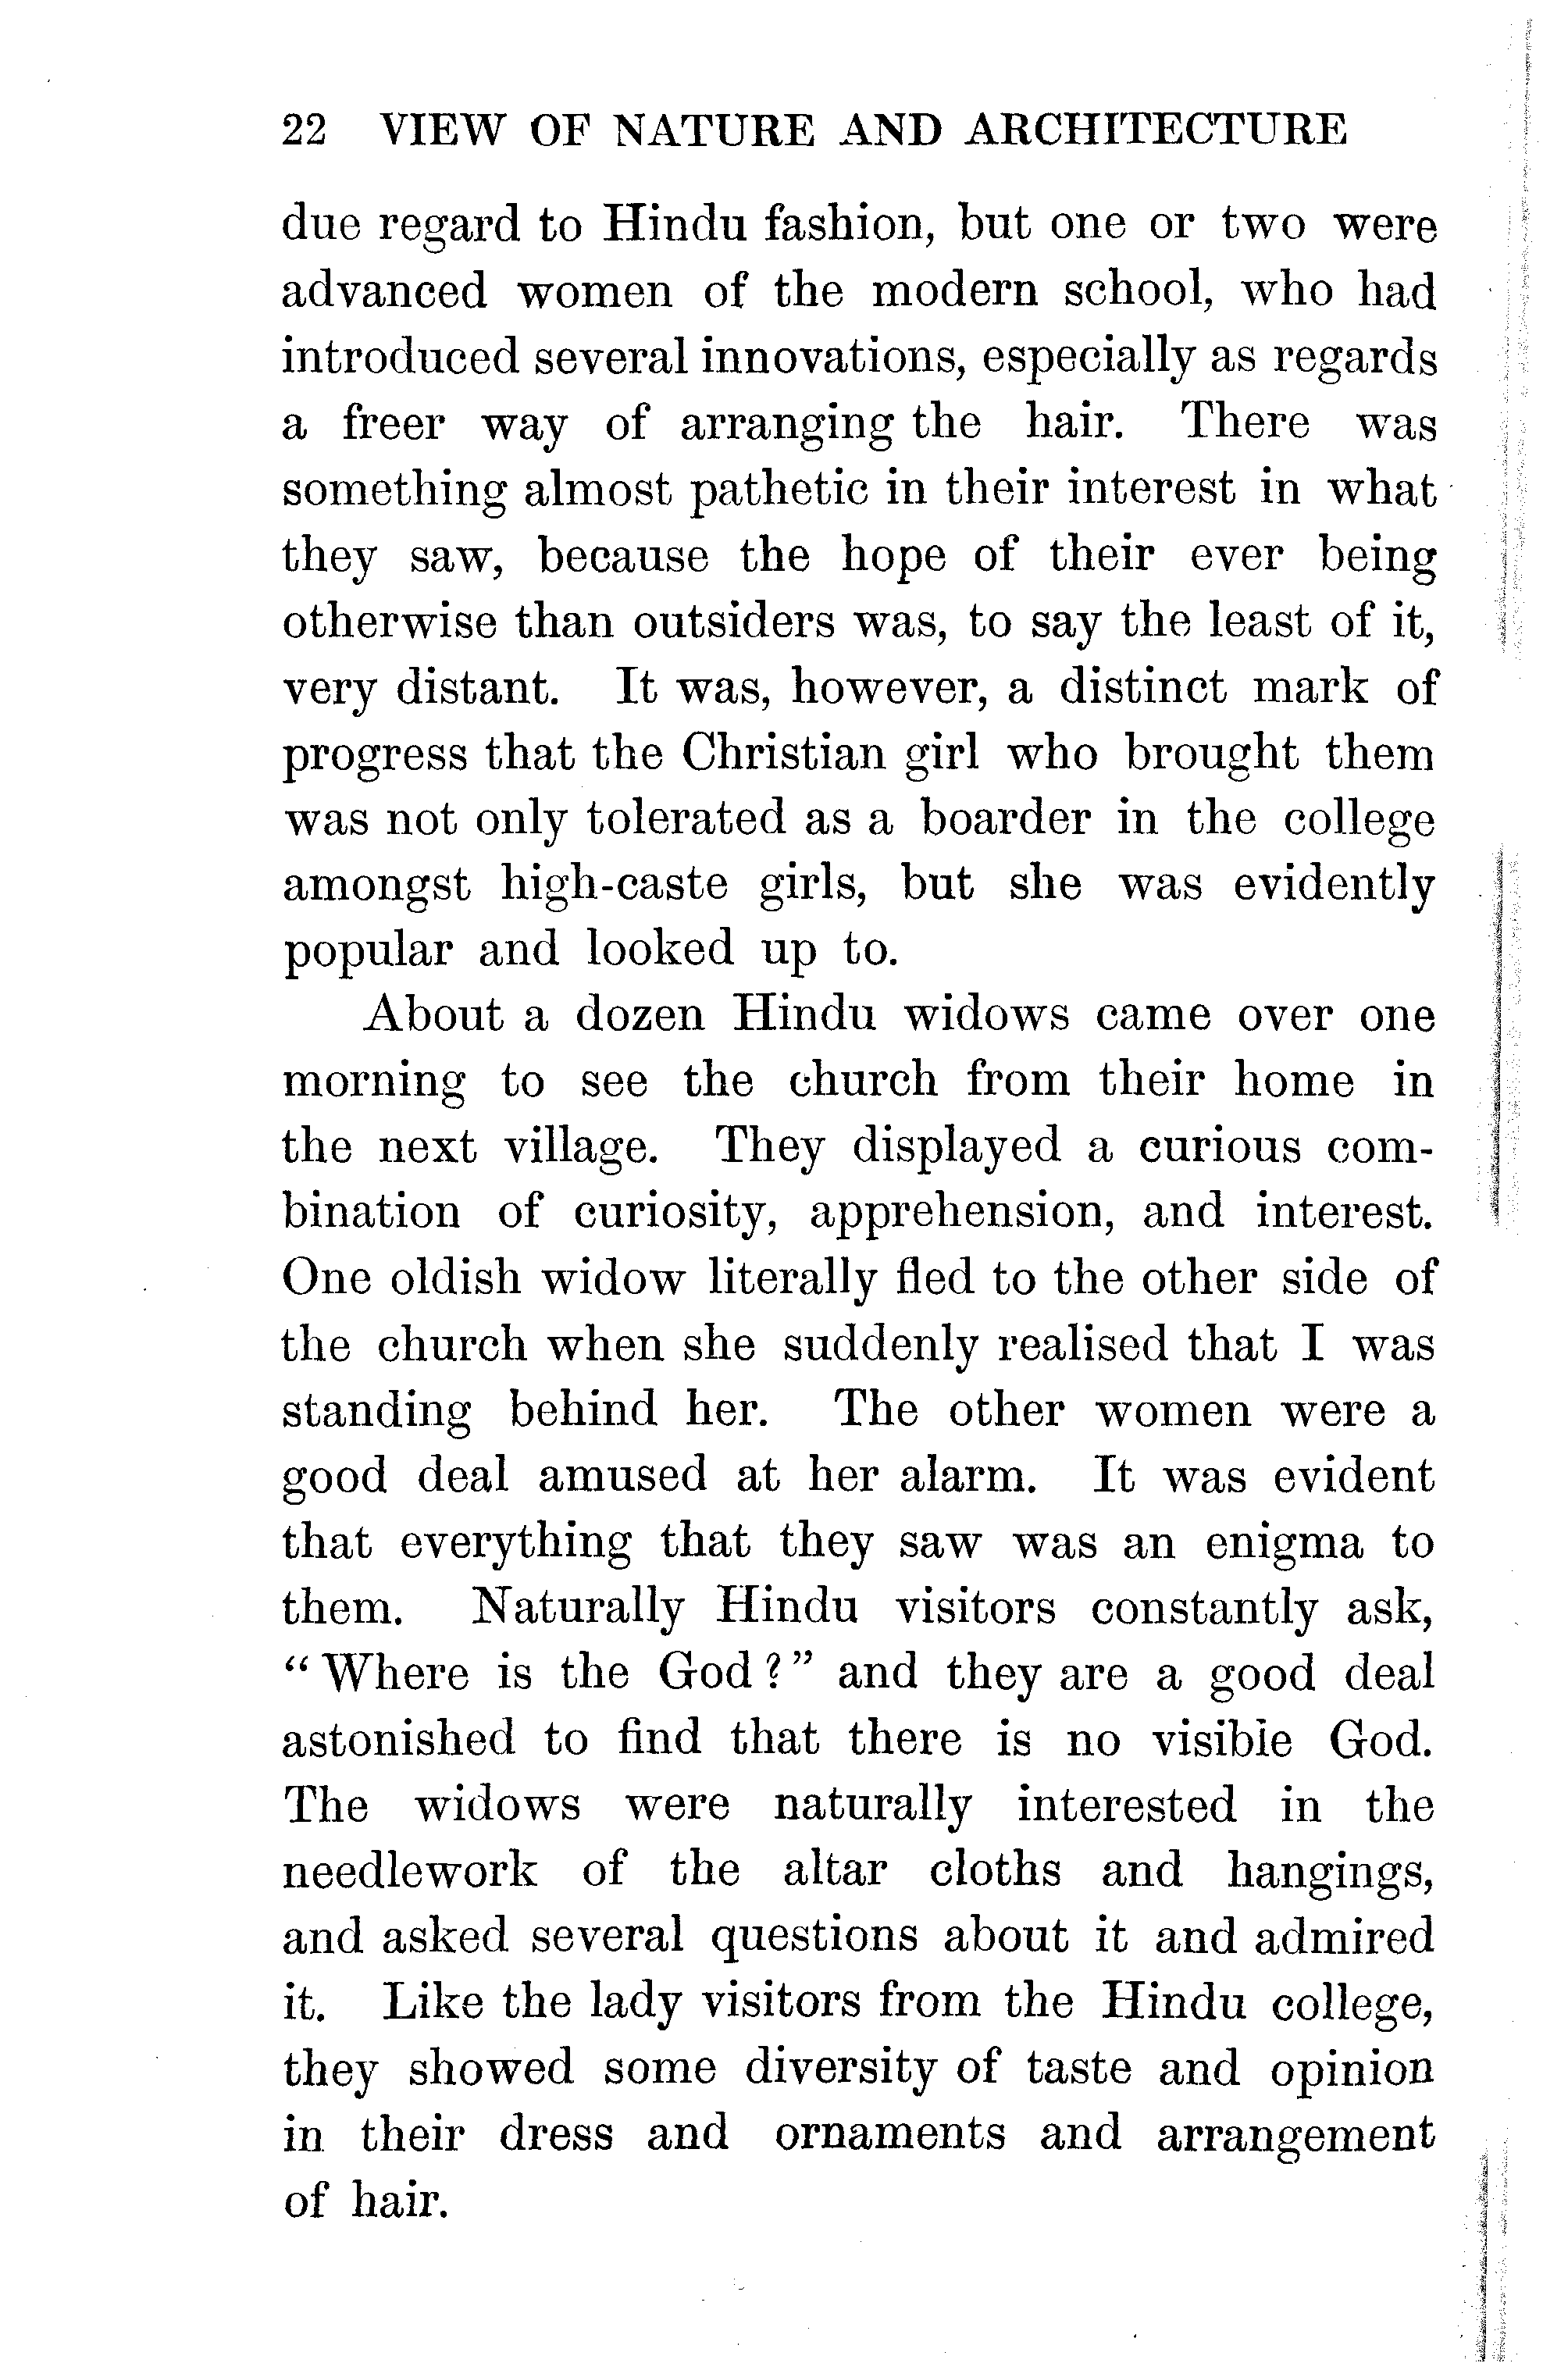 22 VIEW OF NATURE AND ARCHITECTURE
due regard to Hindu fashion, but one or two were
advanced women of the modern school, who had
introduced several innovations, especially as regards
a freer way of arranging the hair. There was
something almost pathetic in their interest in what
they saw, because the hope of their ever being
otherwise than outsiders was, to say the least of it,
very distant. It was, however, a distinct mark of
progress that the Christian girl who brought them
was not only tolerated as a boarder in the college
amongst high-caste girls, but she was evidently
popular and looked up to.
About a dozen Hindu widows came over one
morning to see the church from their home in
the next village. They displayed a curious com-
bination of curiosity, apprehension, and interest.
One oldish widow literally fled to the other side of
the church when she suddenly realised that I was
standing behind her. The other women were a
good deal amused at her alarm. It was evident
that everything that they saw was an enigma to
them. Naturally Hindu visitors constantly ask,
“Where is the God?” and they are a good deal
astonished to find that there is no visible God.
The widows were naturally interested in the
needlework of the altar cloths and hangings,
and asked several questions about it and admired
it. Like the lady visitors from the Hindu college,
they showed some diversity of taste and opinion
in their dress and ornaments and arrangement
of hair.